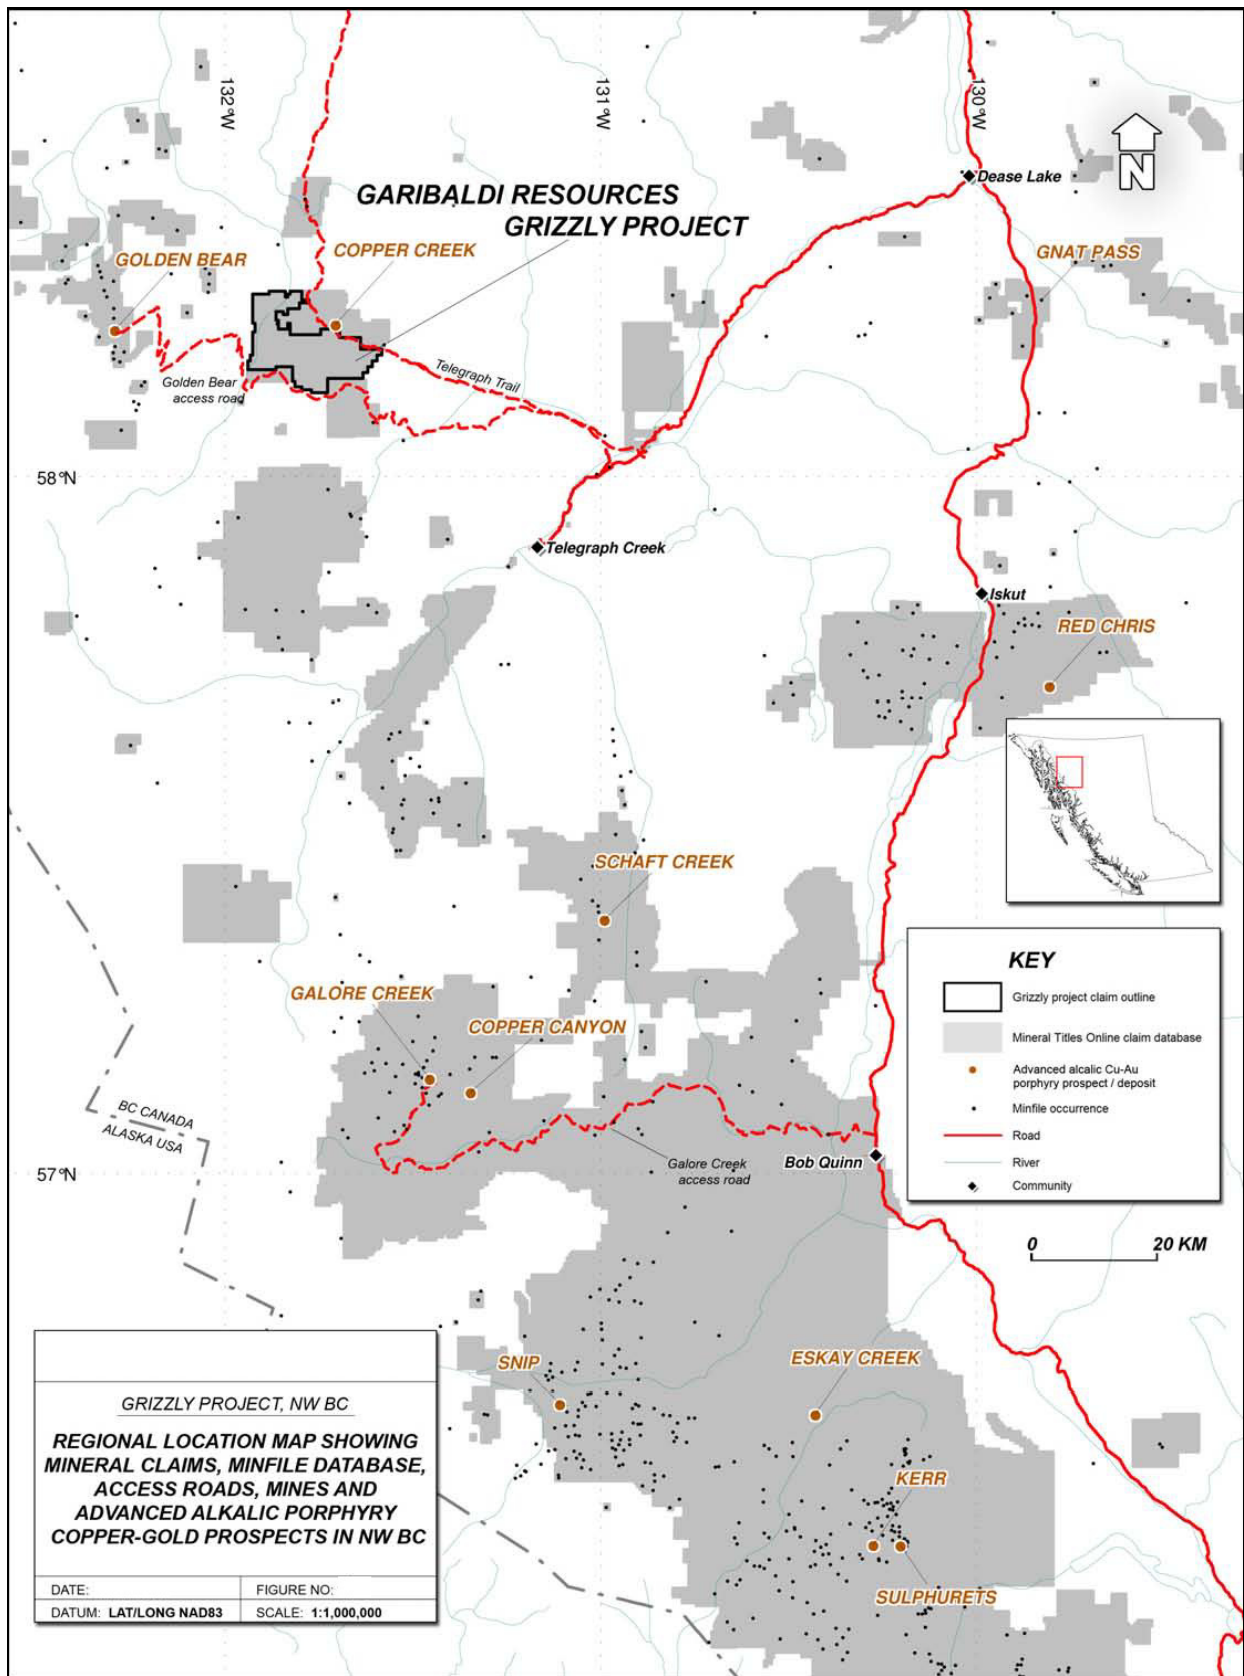 132°W
131°W
130°W
N
Dease Lake
GARIBALDI RESOURCES
GRIZZLY PROJECT
COPPER CREEK
GOLDEN BEAR
GNAT PASS
Telegraph Trail
Golden Bear
access road
58°N
Telegraph Creek
Iskut
RED CHRIS
SCHAFT CREEK
GALORE CREEK
COPPER CANYON
KEY
Grizzly project claim outline
Mineral Titles Online claim database
Advanced alcalic Cu-Au
porphyry prospect / deposit
Minfile occurrence
Road
River
Community
BC CANADA
ALASKA USA
57°N
Galore Creek
access road
Bob Quinn
0 20 KM
SNIP
ESKAY CREEK
KERR
SULPHURETS
GRIZZLY PROJECT, NW BC
REGIONAL LOCATION MAP SHOWING
MINERAL CLAIMS, MINFILE DATABASE,
ACCESS ROADS, MINES AND
ADVANCED ALKALIC PORPHYRY
COPPER-GOLD PROSPECTS IN NW BC
DATE: FIGURE NO:
DATUM: LAT/LONG NAD83 SCALE: 1:1,000,000